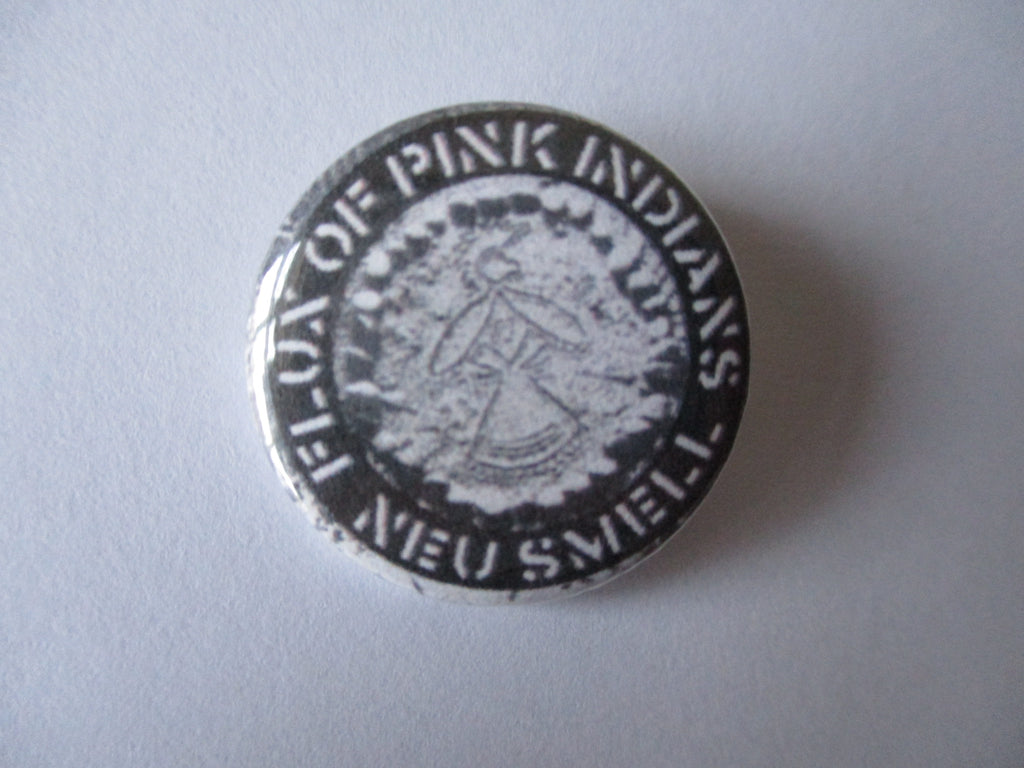 FLUX OF PINK INDIANS
NEU SMELL